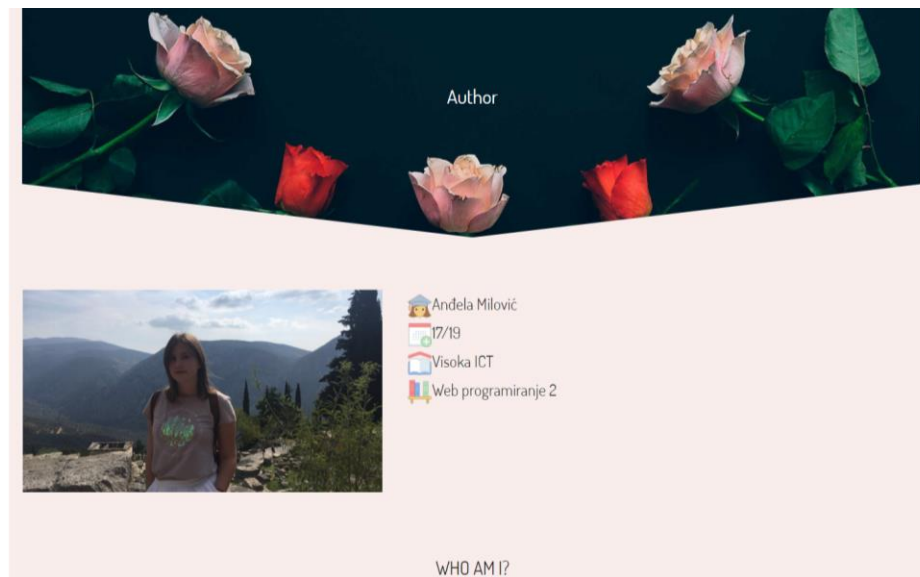 Author
Anđela Milović
17/19
Visoka ICT
Web programiranje 2
WHO AM I?